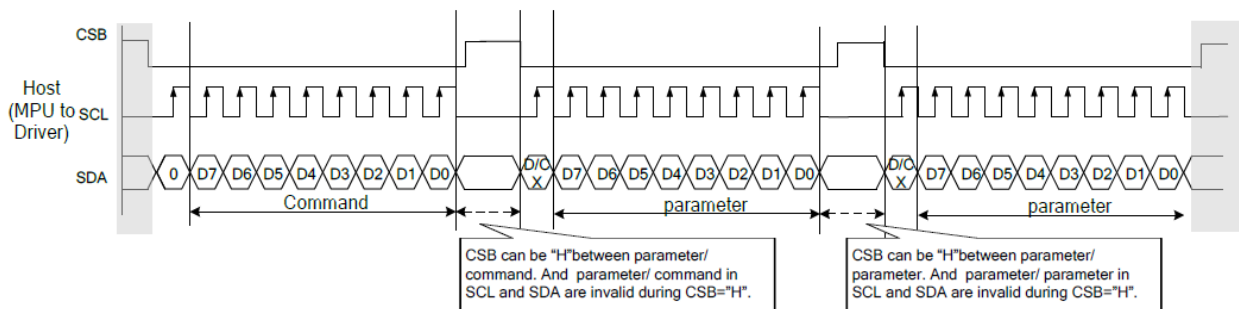 CSB
Host
(MPU to
Driver)
SCL
SDA
0 D7 D6 D5 D4 D3 D2 D1 D0 D/C X D7 D6 D5 D4 D3 D2 D1 D0 D/C X D7 D6 D5 D4 D3 D2 D1 D0
Command parameter parameter
CSB can be “H”between parameter/
command. And parameter/ command in
SCL and SDA are invalid during CSB=”H”.
CSB can be “H”between parameter/
parameter. And parameter/ parameter in
SCL and SDA are invalid during CSB=”H”.